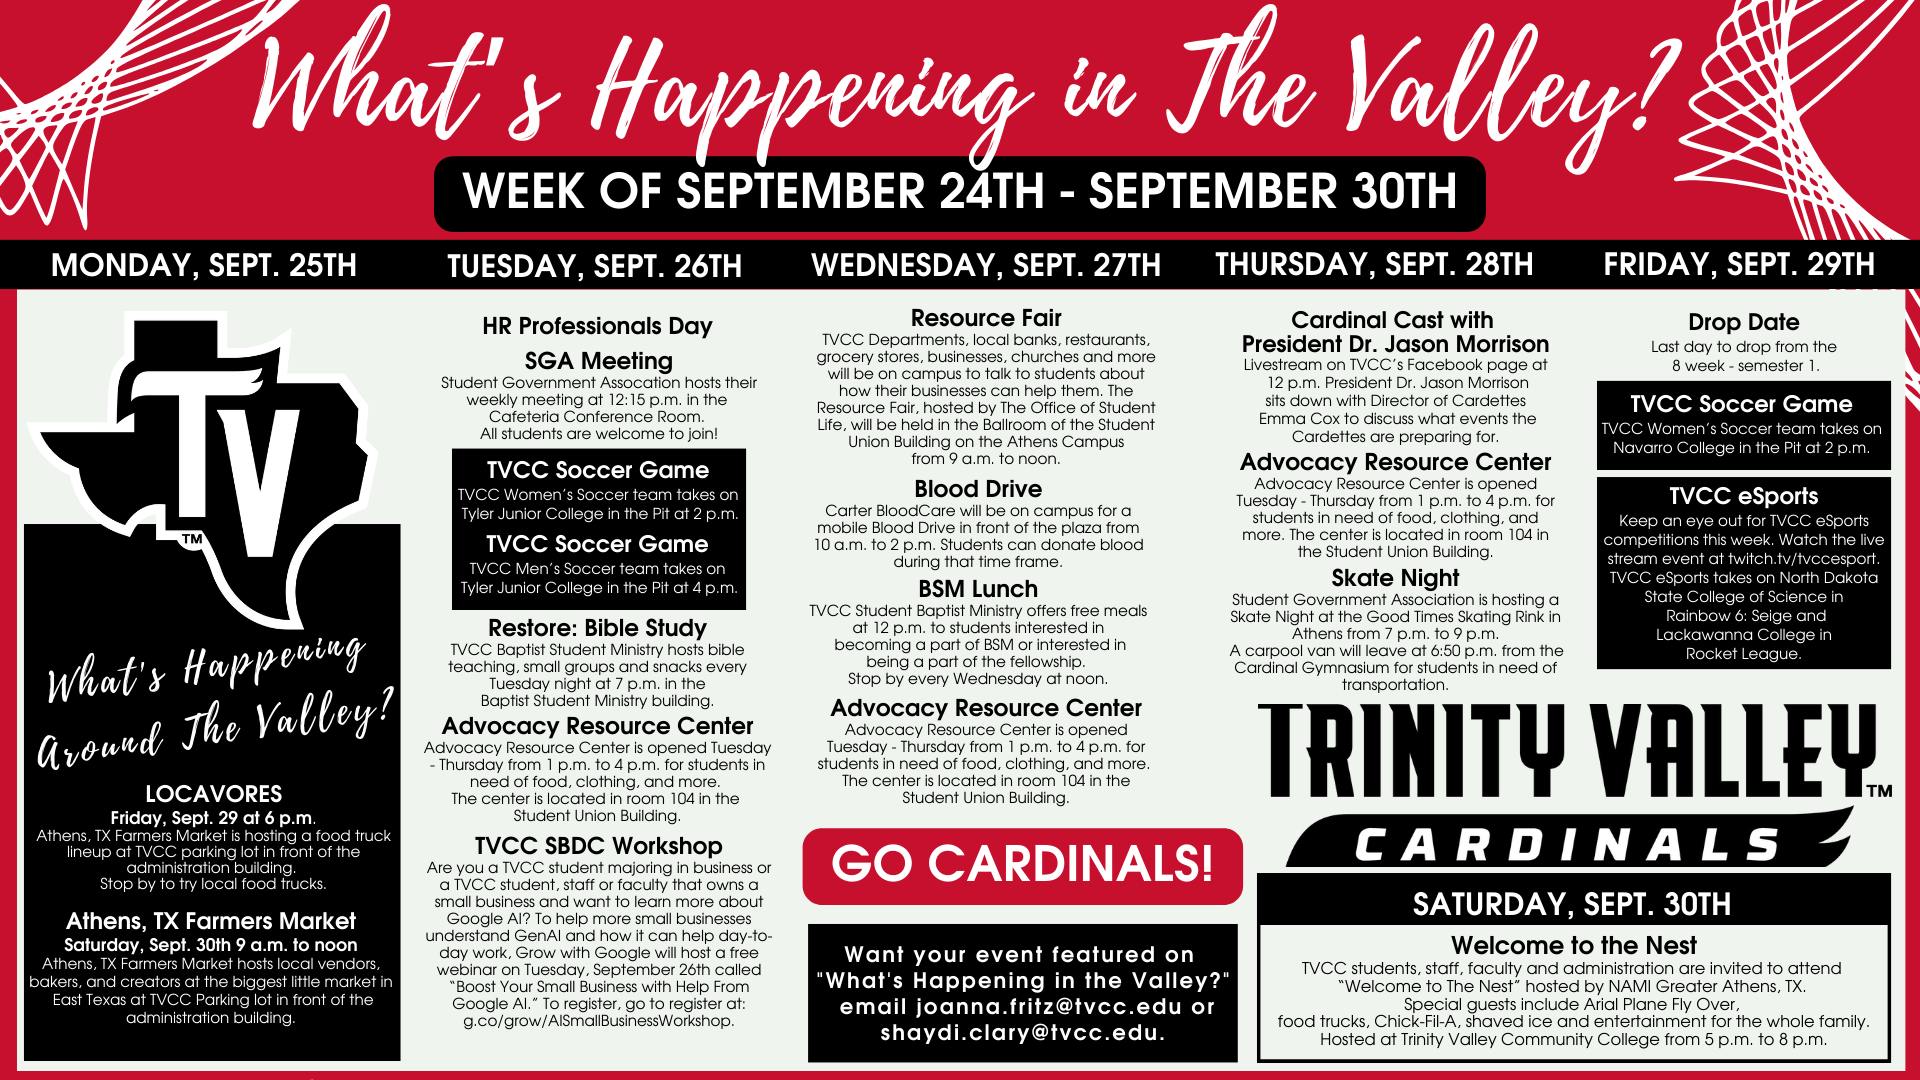 What's Happening in The Valley?
WEEK OF SEPTEMBER 24TH - SEPTEMBER 30TH
MONDAY, SEPT. 25TH
TV
TM
What's Happening
Around The Valley?
LOCAVORES
Friday, Sept. 29 at 6 p.m.
Athens, TX Farmers Market is hosting a food truck
lineup at TVCC parking lot in front of the
administration building.
Stop by to try local food trucks.
Athens, TX Farmers Market
Saturday, Sept. 30th 9 a.m. to noon
Athens, TX Farmers Market hosts local vendors,
bakers, and creators at the biggest little market in
East Texas at TVCC Parking lot in front of the
administration building.
TUESDAY, SEPT. 26TH
HR Professionals Day
SGA Meeting
Student Government Assocation hosts their
weekly meeting at 12:15 p.m. in the
Cafeteria Conference Room.
All students are welcome to join!
TVCC Soccer Game
TVCC Women's Soccer team takes on
Tyler Junior College in the Pit at 2 p.m.
TVCC Soccer Game
TVCC Men's Soccer team takes on
Tyler Junior College in the Pit at 4 p.m.
Restore: Bible Study
TVCC Baptist Student Ministry hosts bible
teaching, small groups and snacks every
Tuesday night at 7 p.m. in the
Baptist Student Ministry building.
Advocacy Resource Center
Advocacy Resource Center is opened Tuesday
- Thursday from 1 p.m. to 4 p.m. for students in
need of food, clothing, and more.
The center is located in room 104 in the
Student Union Building.
TVCC SBDC Workshop
Are you a TVCC student majoring in business or
a TVCC student, staff or faculty that owns a
small business and want to learn more about
Google AI? To help more small businesses
understand GenAI and how it can help day-to-
day work, Grow with Google will host a free
webinar on Tuesday, September 26th called
“Boost Your Small Business with Help From
Google AI.” To register, go to register at:
g.co/grow/AISmallBusinessWorkshop.
WEDNESDAY, SEPT. 27TH
Resource Fair
TVCC Departments, local banks, restaurants,
grocery stores, businesses, churches and more
will be on campus to talk to students about
how their businesses can help them. The
Resource Fair, hosted by The Office of Student
Life, will be held in the Ballroom of the Student
Union Building on the Athens Campus
from 9 a.m. to noon.
Blood Drive
Carter BloodCare will be on campus for a
mobile Blood Drive in front of the plaza from
10 a.m. to 2 p.m. Students can donate blood
during that time frame.
BSM Lunch
TVCC Student Baptist Ministry offers free meals
at 12 p.m. to students interested in
becoming a part of BSM or interested in
being a part of the fellowship.
Stop by every Wednesday at noon.
Advocacy Resource Center
Advocacy Resource Center is opened
Tuesday - Thursday from 1 p.m. to 4 p.m. for
students in need of food, clothing, and more.
The center is located in room 104 in the
Student Union Building.
GO CARDINALS!
Want your event featured on
"What's Happening in the Valley?"
email joanna.fritz@tvcc.edu or
shaydi.clary@tvcc.edu.
THURSDAY, SEPT. 28TH
Cardinal Cast with
President Dr. Jason Morrison
Livestream on TVCC's Facebook page at
12 p.m. President Dr. Jason Morrison
sits down with Director of Cardettes
Emma Cox to discuss what events the
Cardettes are preparing for.
Advocacy Resource Center
Advocacy Resource Center is opened
Tuesday - Thursday from 1 p.m. to 4 p.m. for
students in need of food, clothing, and
more. The center is located in room 104 in
the Student Union Building.
Skate Night
Student Government Association is hosting a
Skate Night at the Good Times Skating Rink in
Athens from 7 p.m. to 9 p.m.
A carpool van will leave at 6:50 p.m. from the
Cardinal Gymnasium for students in need of
transportation.
FRIDAY, SEPT. 29TH
Drop Date
Last day to drop from the
8 week - semester 1.
TVCC Soccer Game
TVCC Women's Soccer team takes on
Navarro College in the Pit at 2 p.m.
TVCC eSports
Keep an eye out for TVCC eSports
competitions this week. Watch the live
stream event at twitch.tv/tvccesport.
TVCC eSports takes on North Dakota
State College of Science in
Rainbow 6: Seige and
Lackawanna College in
Rocket League.
TRINITY VALLEY TM
CARDINALS
SATURDAY, SEPT. 30TH
Welcome to the Nest
TVCC students, staff, faculty and administration are invited to attend
“Welcome to The Nest” hosted by NAMI Greater Athens, TX.
Special guests include Arial Plane Fly Over,
food trucks, Chick-Fil-A, shaved ice and entertainment for the whole family.
Hosted at Trinity Valley Community College from 5 p.m. to 8 p.m.